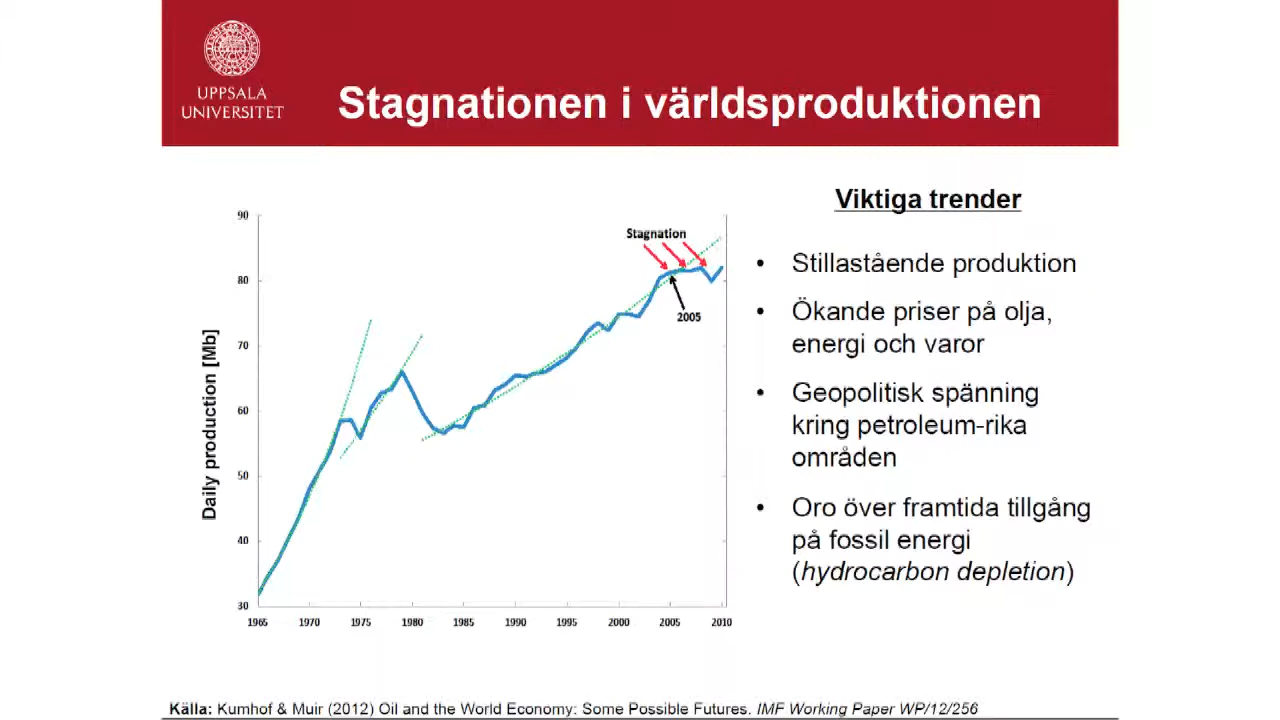 UPPSALA
UNIVERSITET
Stagnationen i världsproduktionen
Viktiga trender
• Stillastående produktion
• Ökande priser på olja,
energi och varor
• Geopolitisk spänning
kring petroleum-rika
områden
• Oro över framtida tillgång
på fossil energi
(hydrocarbon depletion)
Daily production [Mb]
90
80
70
60
50
40
30
1965 1970 1975 1980 1985 1990 1995 2000 2005 2010
Stagnation
2005
Källa: Kumhof & Muir (2012) Oil and the World Economy: Some Possible Futures. IMF Working Paper WP/12/256